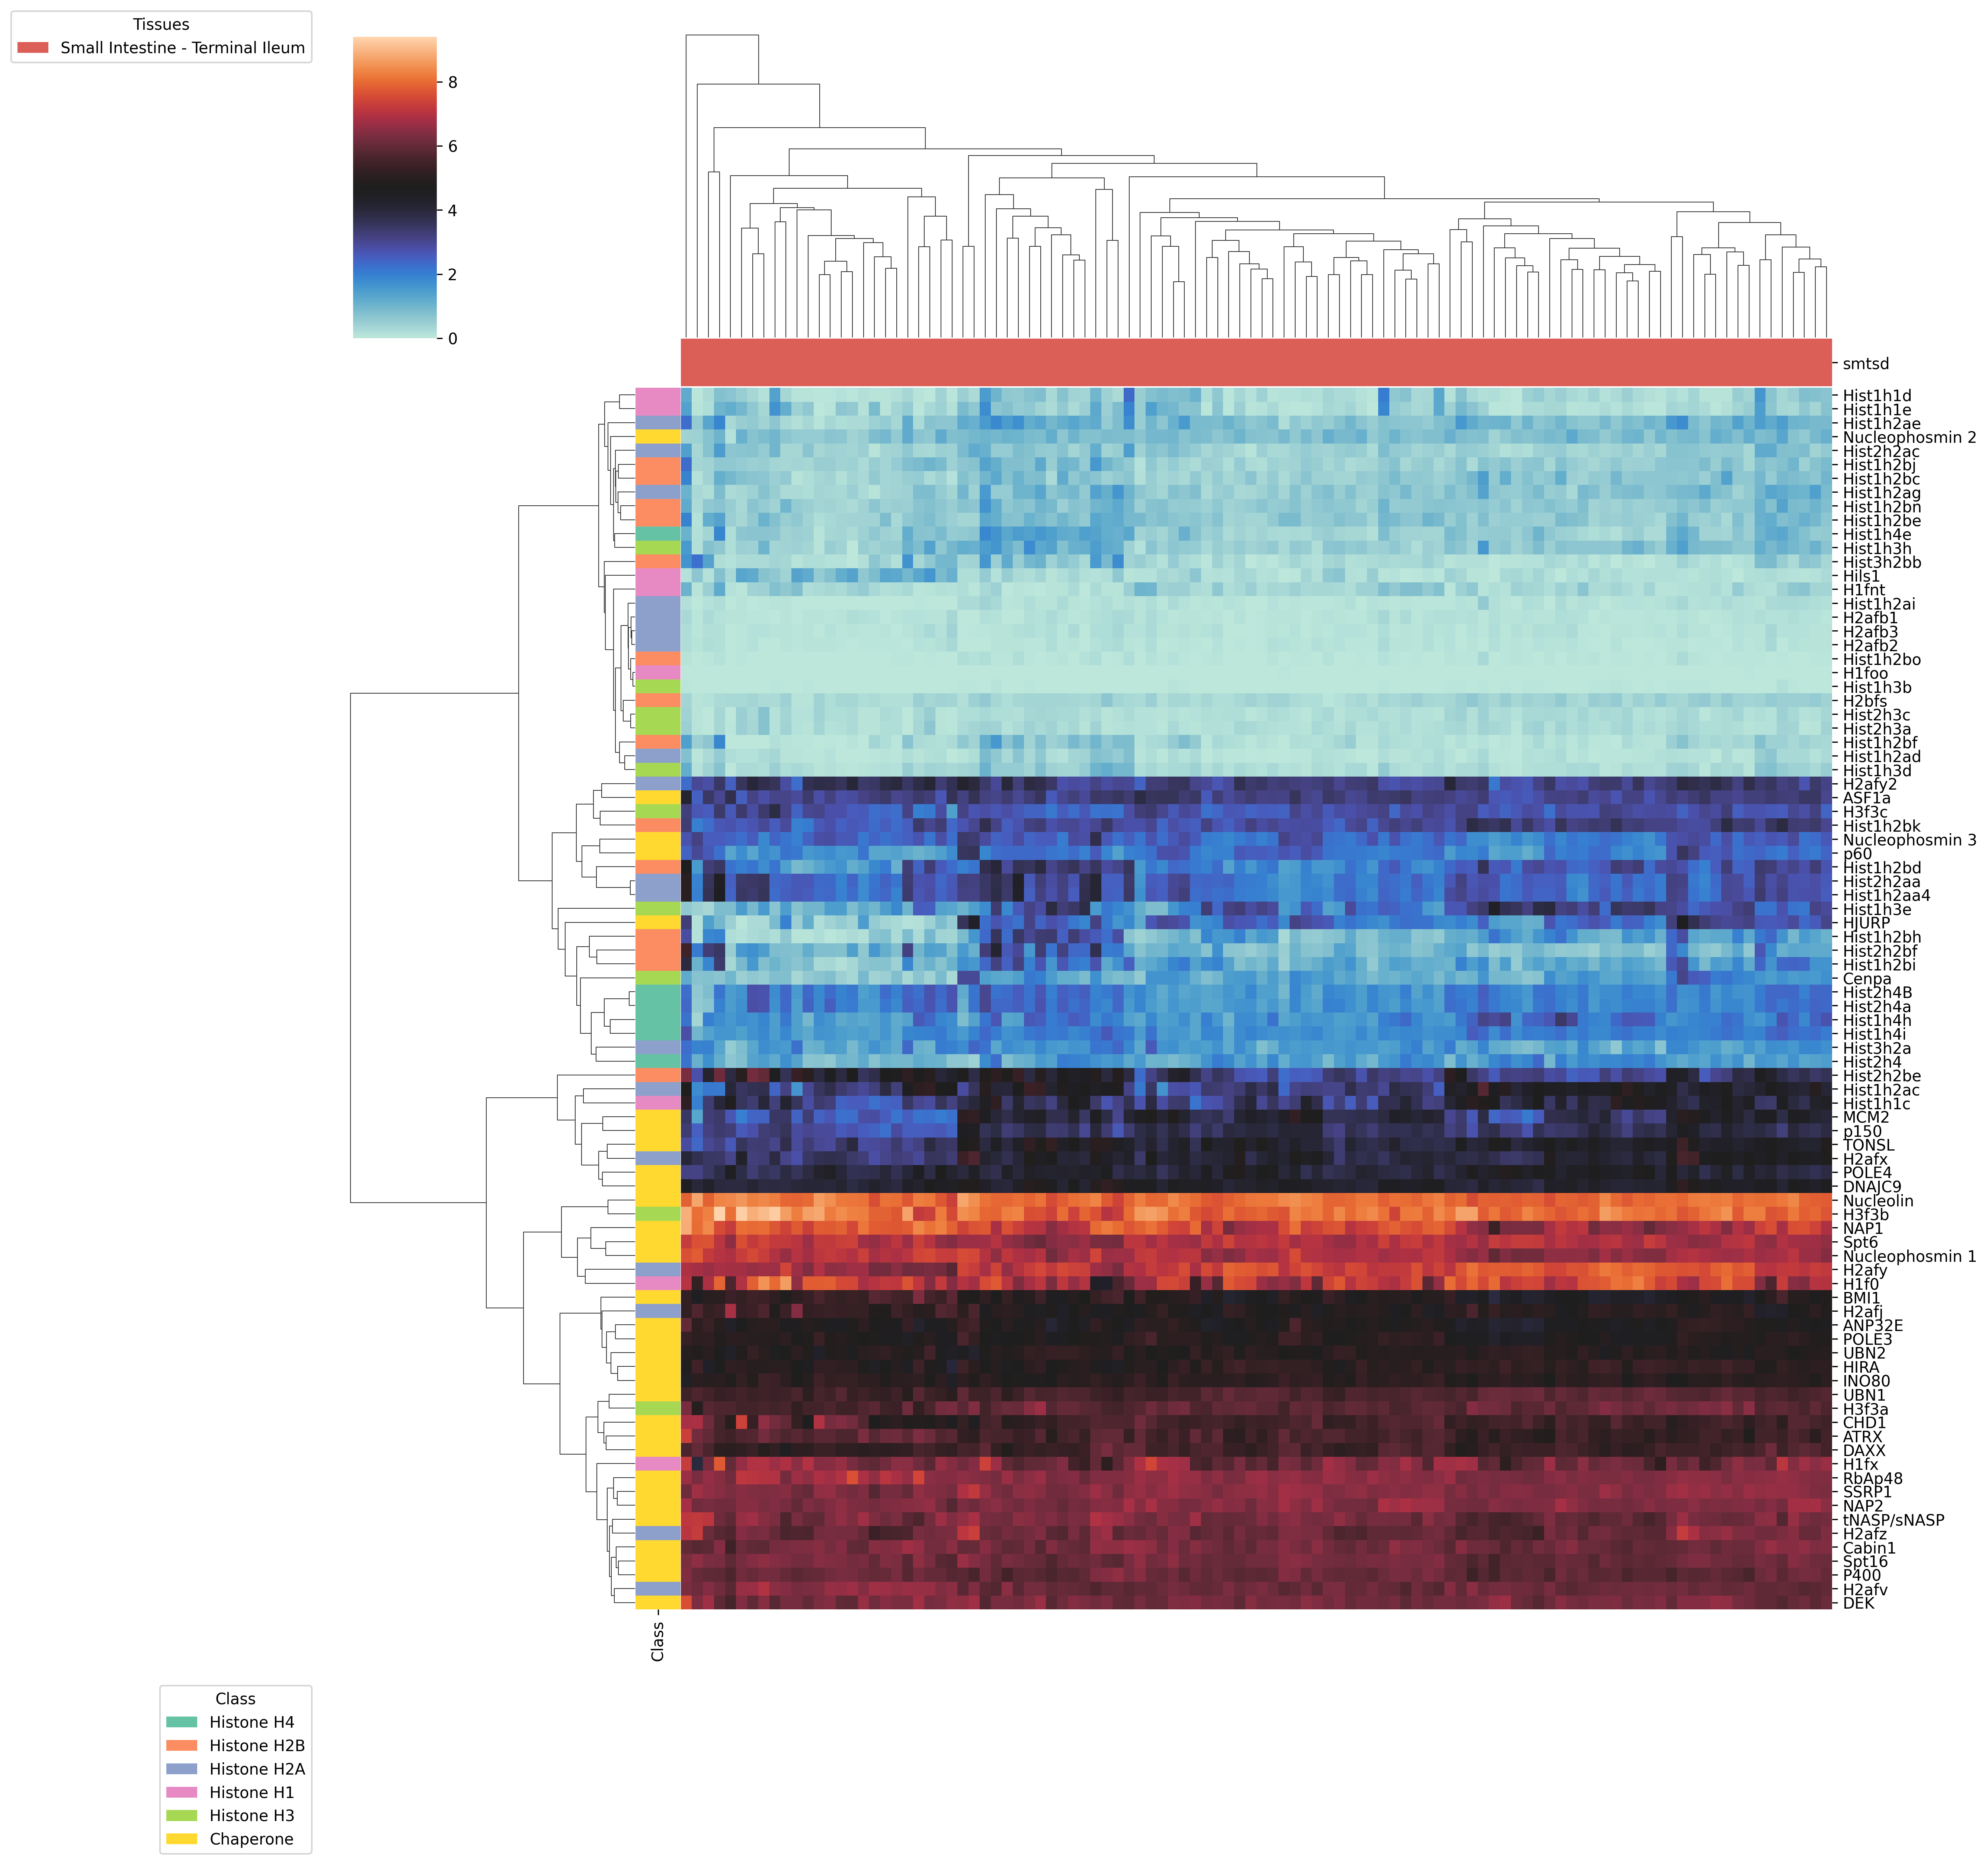 Tissues
Small Intestine - Terminal Ileum
8
6
4
2
0
smtsd
Hist1h1d
Hist1h1e
Hist1h2ae
Nucleophosmin 2
Hist2h2ac
Hist1h2bj
Hist1h2bc
Hist1h2ag
Hist1h2bn
Hist1h2be
Hist1h4e
Hist1h3h
Hist3h2bb
Hils1
H1fnt
Hist1h2ai
H2afb1
H2afb3
H2afb2
Hist1h2bo
H1foo
Hist1h3b
H2bfs
Hist2h3c
Hist2h3a
Hist1h2bf
Hist1h2ad
Hist1h3d
H2afy2
ASF1a
H3f3c
Hist1h2bk
Nucleophosmin 3
p60
Hist1h2bd
Hist2h2aa
Hist1h2aa4
Hist1h3e
HJURP
Hist1h2bh
Hist2h2bf
Hist1h2bi
Cenpa
Hist2h4B
Hist2h4a
Hist1h4h
Hist1h4i
Hist3h2a
Hist2h4
Hist2h2be
Hist1h2ac
Hist1h1c
MCM2
p150
TONSL
H2afx
POLE4
DNAJC9
Nucleolin
H3f3b
NAP1
Spt6
Nucleophosmin 1
H2afy
H1f0
BMI1
H2afj
ANP32E
POLE3
UBN2
HIRA
INO80
UBN1
H3f3a
CHD1
ATRX
DAXX
H1fx
RbAp48
SSRP1
NAP2
tNASP/sNASP
H2afz
Cabin1
Spt16
P400
H2afv
DEK
Class
Class
Histone H4
Histone H2B
Histone H2A
Histone H1
Histone H3
Chaperone